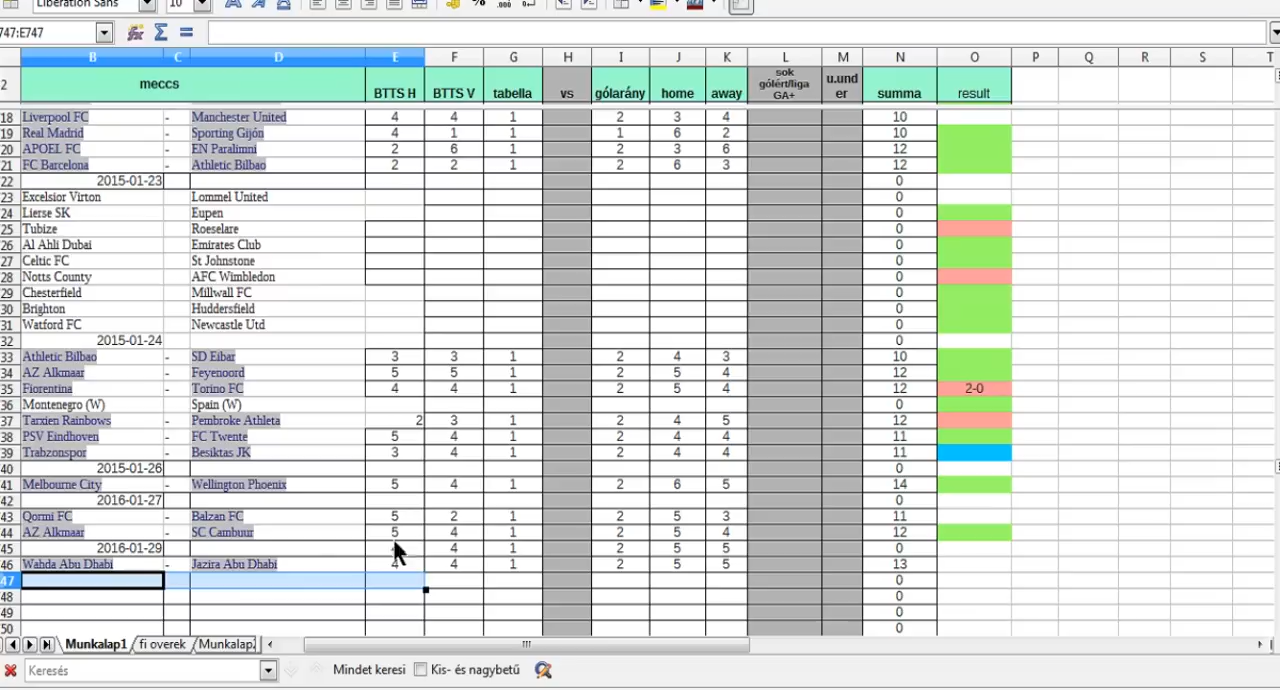 Liberation Sans 10
747:E747
B C D E F G H I J K L M N O P Q R S T
2 meccs BTTS H BTTS V tabella vs gólarány home away sok gólért/liga GA+ u.und er summa result
18 Liverpool FC - Manchester United 4 4 1 2 3 4 10
19 Real Madrid - Sporting Gijón 4 1 1 1 6 2 10
20 APOEL FC - EN Paralimni 2 6 1 2 3 6 12
21 FC Barcelona - Athletic Bilbao 2 2 1 2 6 3 12
22 2015-01-23 0
23 Excelsior Virton Lommel United 0
24 Lierse SK Eupen 0
25 Tubize Roeselare 0
26 Al Ahli Dubai Emirates Club 0
27 Celtic FC St Johnstone 0
28 Notts County AFC Wimbledon 0
29 Chesterfield Millwall FC 0
30 Brighton Huddersfield 0
31 Watford FC Newcastle Utd 0
32 2015-01-24 0
33 Athletic Bilbao - SD Eibar 3 3 1 2 4 3 10
34 AZ Alkmaar - Feyenoord 5 5 1 2 5 4 12
35 Fiorentina - Torino FC 4 4 1 2 5 4 12 2-0
36 Montenegro (W) Spain (W) 0
37 Tarxien Rainbows - Pembroke Athleta 2 3 1 2 4 5 12
38 PSV Eindhoven - FC Twente 5 4 1 2 4 4 11
39 Trabzonspor - Besiktas JK 3 4 1 2 4 4 11
40 2015-01-26 0
41 Melbourne City - Wellington Phoenix 5 4 1 2 6 5 14
42 2016-01-27 0
43 Qormi FC - Balzan FC 5 2 1 2 5 3 11
44 AZ Alkmaar - SC Cambuur 5 4 1 2 5 4 12
45 2016-01-29 4 1 2 5 5 0
46 Wahda Abu Dhabi - Jazira Abu Dhabi 4 4 1 2 5 5 13
47 0
48 0
49 0
50 0
Munkalap1 fi overek Munkalap2
Keresés Mindet keresi Kis- és nagybetű